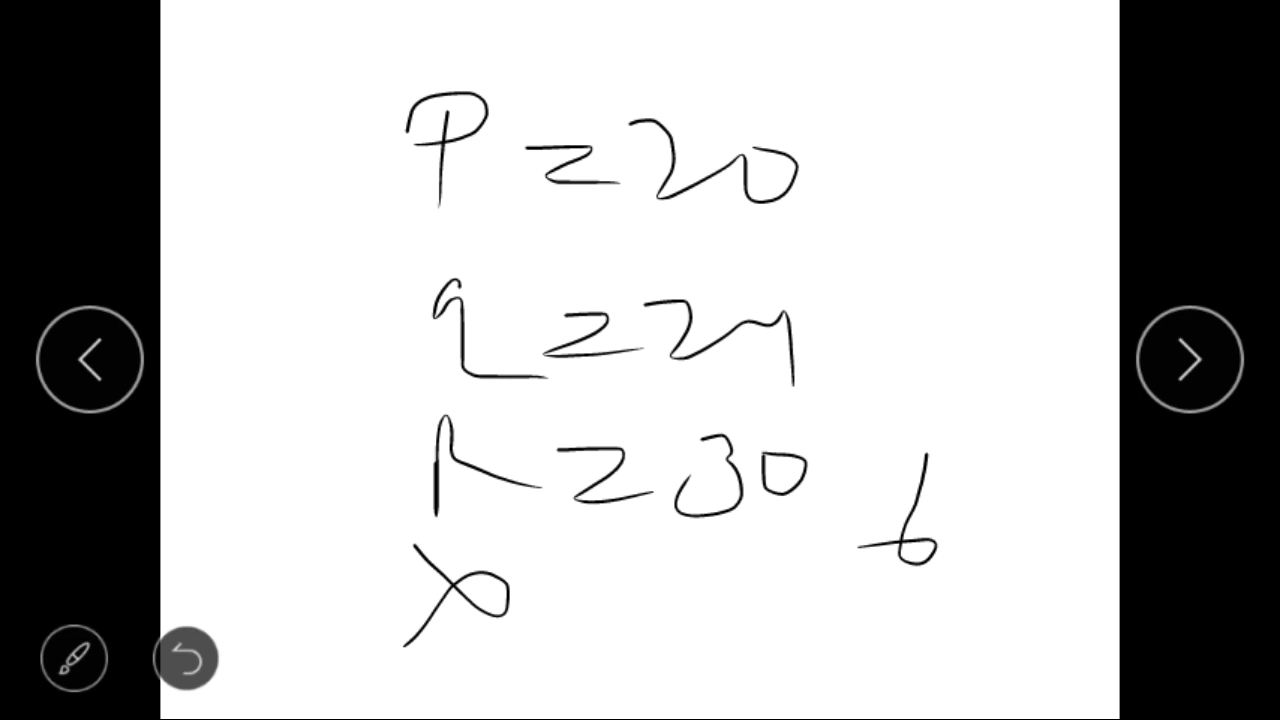 P = 20
q = 24
r = 30
6